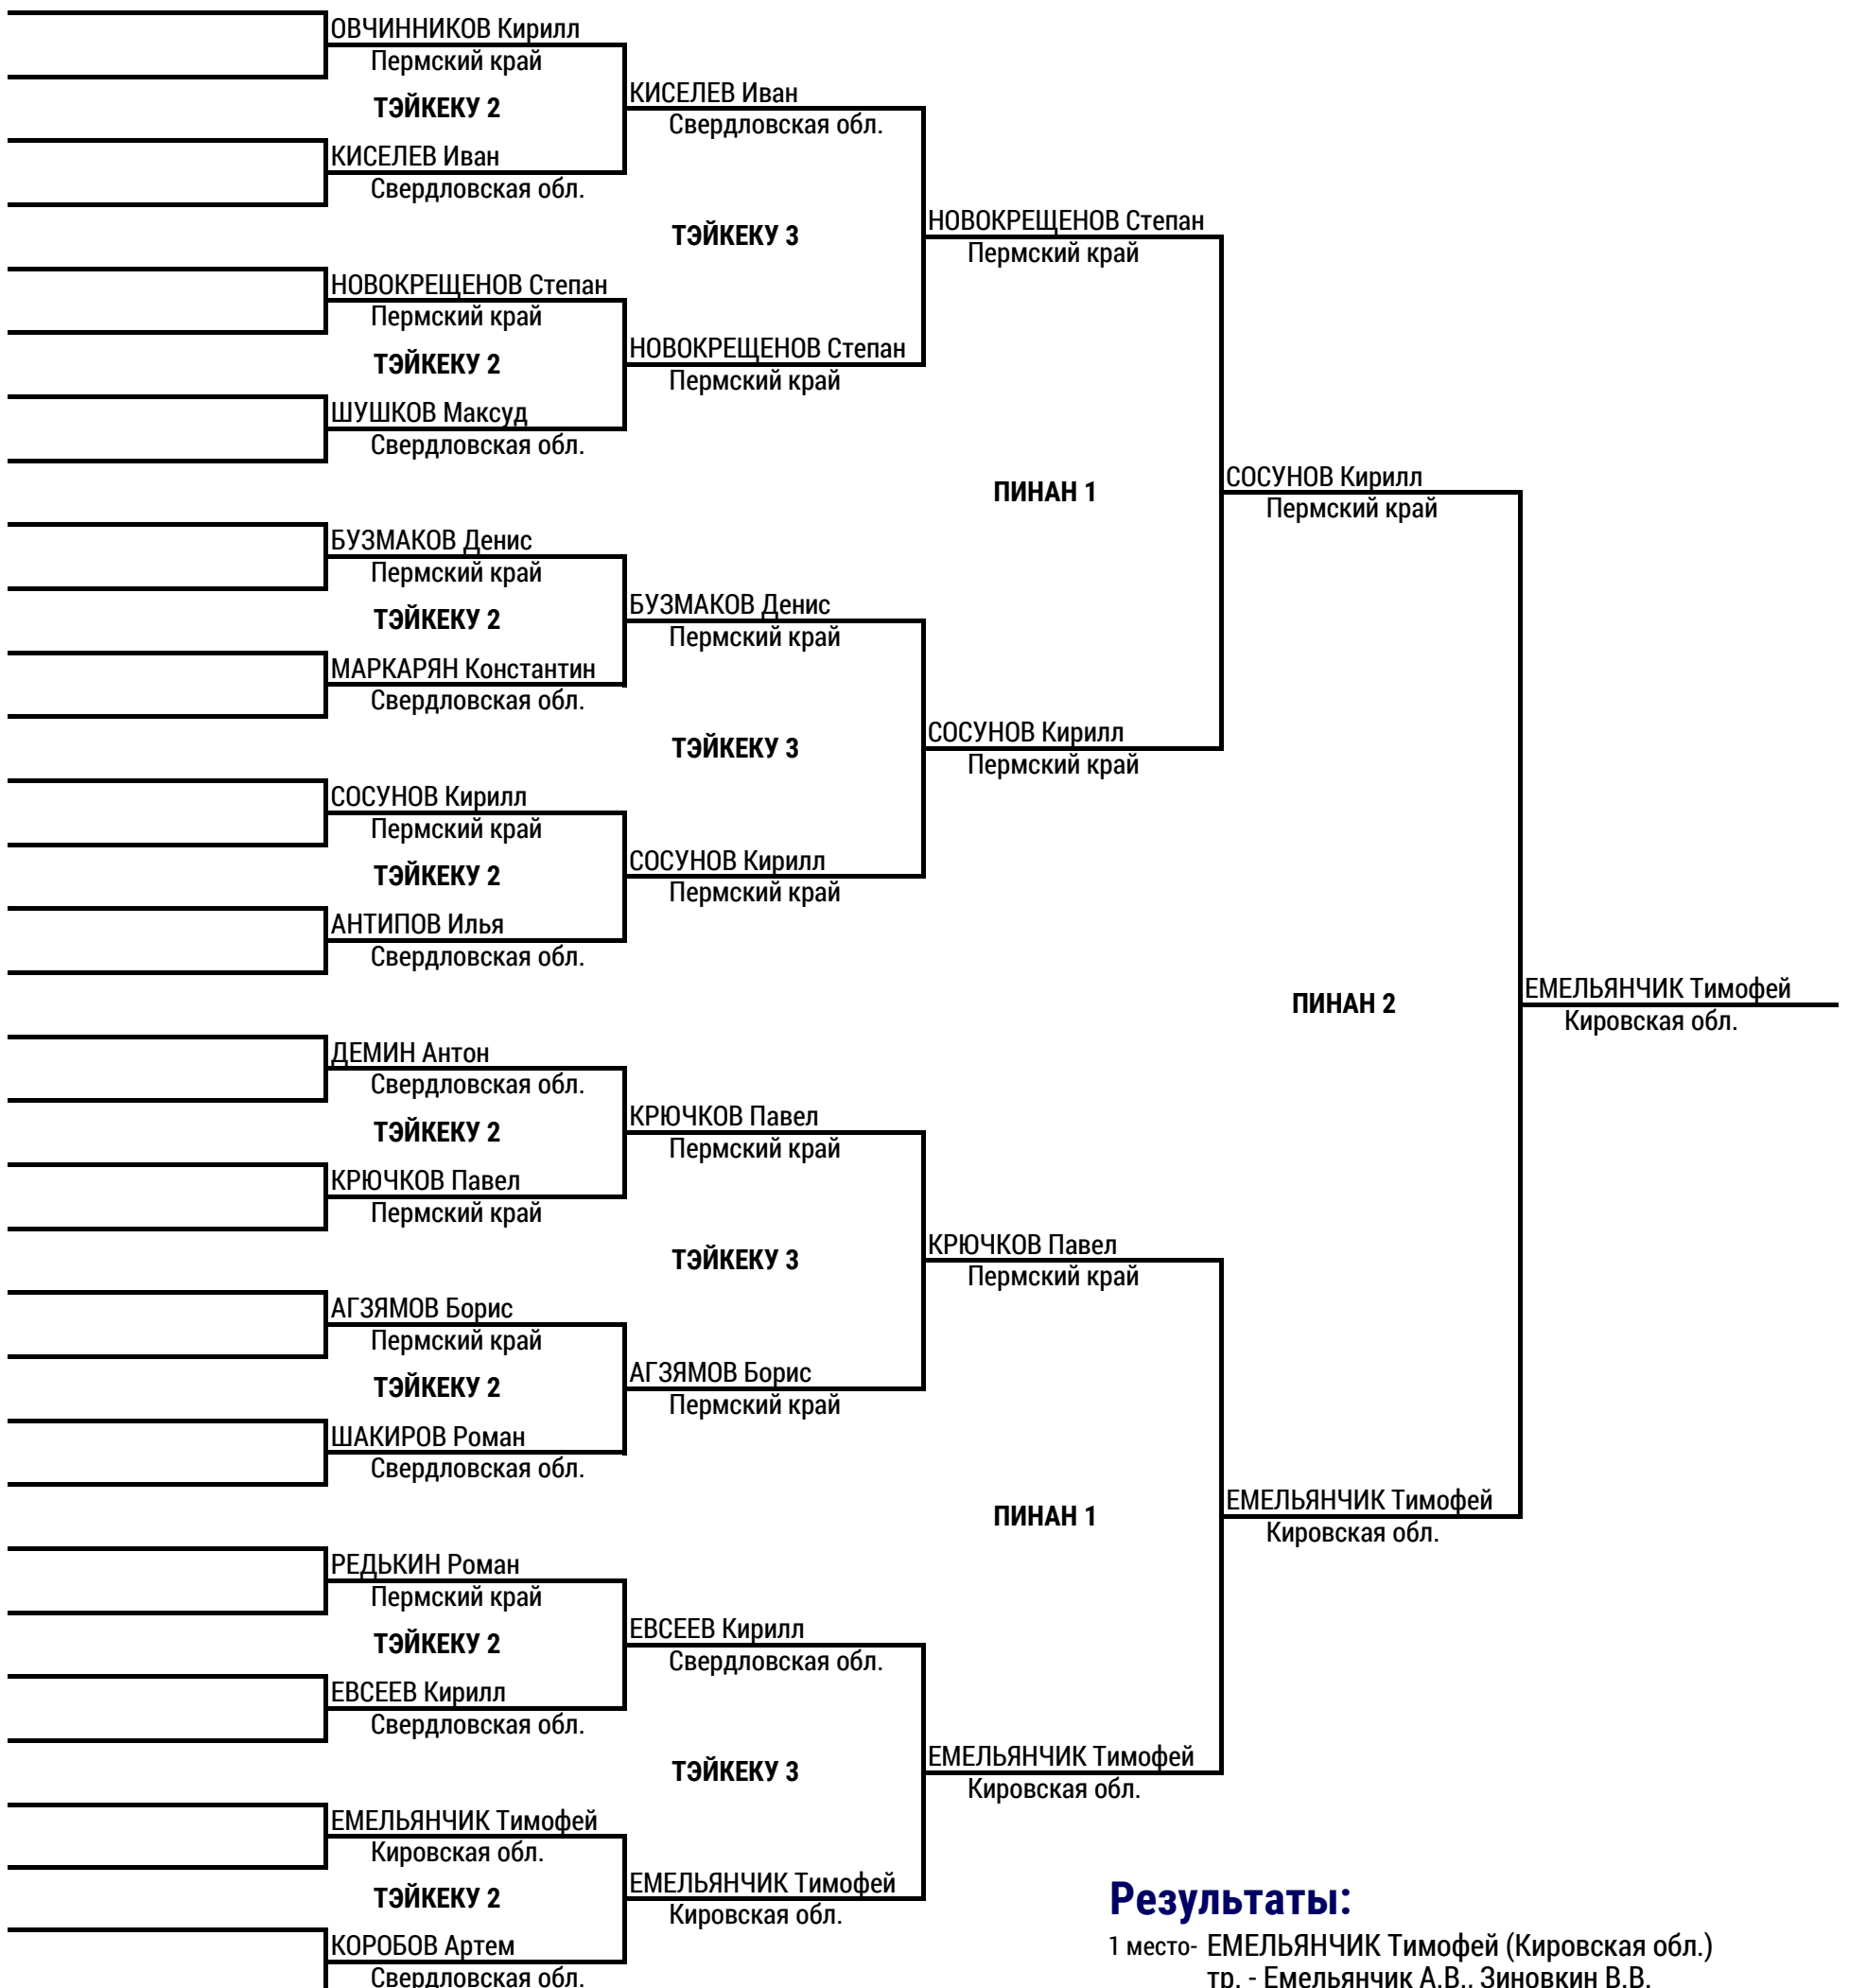 ОВЧИННИКОВ Кирилл
Пермский край
ТЭЙКЕКУ 2
КИСЕЛЕВ Иван
Свердловская обл.
КИСЕЛЕВ Иван
Свердловская обл.
ТЭЙКЕКУ 3
НОВОКРЕЩЕНОВ Степан
Пермский край
НОВОКРЕЩЕНОВ Степан
Пермский край
ТЭЙКЕКУ 2
НОВОКРЕЩЕНОВ Степан
Пермский край
ШУШКОВ Максуд
Свердловская обл.
ПИНАН 1
СОСУНОВ Кирилл
Пермский край
БУЗМАКОВ Денис
Пермский край
ТЭЙКЕКУ 2
БУЗМАКОВ Денис
Пермский край
МАРКАРЯН Константин
Свердловская обл.
ТЭЙКЕКУ 3
СОСУНОВ Кирилл
Пермский край
СОСУНОВ Кирилл
Пермский край
ТЭЙКЕКУ 2
СОСУНОВ Кирилл
Пермский край
АНТИПОВ Илья
Свердловская обл.
ПИНАН 2
ЕМЕЛЬЯНЧИК Тимофей
Кировская обл.
ДЕМИН Антон
Свердловская обл.
ТЭЙКЕКУ 2
КРЮЧКОВ Павел
Пермский край
КРЮЧКОВ Павел
Пермский край
ТЭЙКЕКУ 3
КРЮЧКОВ Павел
Пермский край
АГЗЯМОВ Борис
Пермский край
ТЭЙКЕКУ 2
АГЗЯМОВ Борис
Пермский край
ШАКИРОВ Роман
Свердловская обл.
ПИНАН 1
ЕМЕЛЬЯНЧИК Тимофей
Кировская обл.
РЕДЬКИН Роман
Пермский край
ТЭЙКЕКУ 2
ЕВСЕЕВ Кирилл
Свердловская обл.
ЕВСЕЕВ Кирилл
Свердловская обл.
ТЭЙКЕКУ 3
ЕМЕЛЬЯНЧИК Тимофей
Кировская обл.
ЕМЕЛЬЯНЧИК Тимофей
Кировская обл.
ТЭЙКЕКУ 2
ЕМЕЛЬЯНЧИК Тимофей
Кировская обл.
КОРОБОВ Артем
Свердловская обл.
Результаты:
1 место- ЕМЕЛЬЯНЧИК Тимофей (Кировская обл.)
тр. - Емельянчик А.В., Зиновкин В.В.